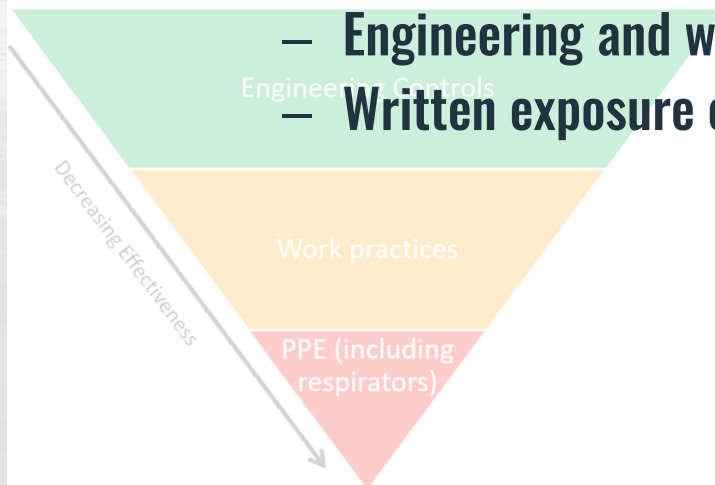 – Engineering and w
Engineering Controls
– Written exposure
Decreasing Effectiveness
Work practices
PPE (including
respirators)